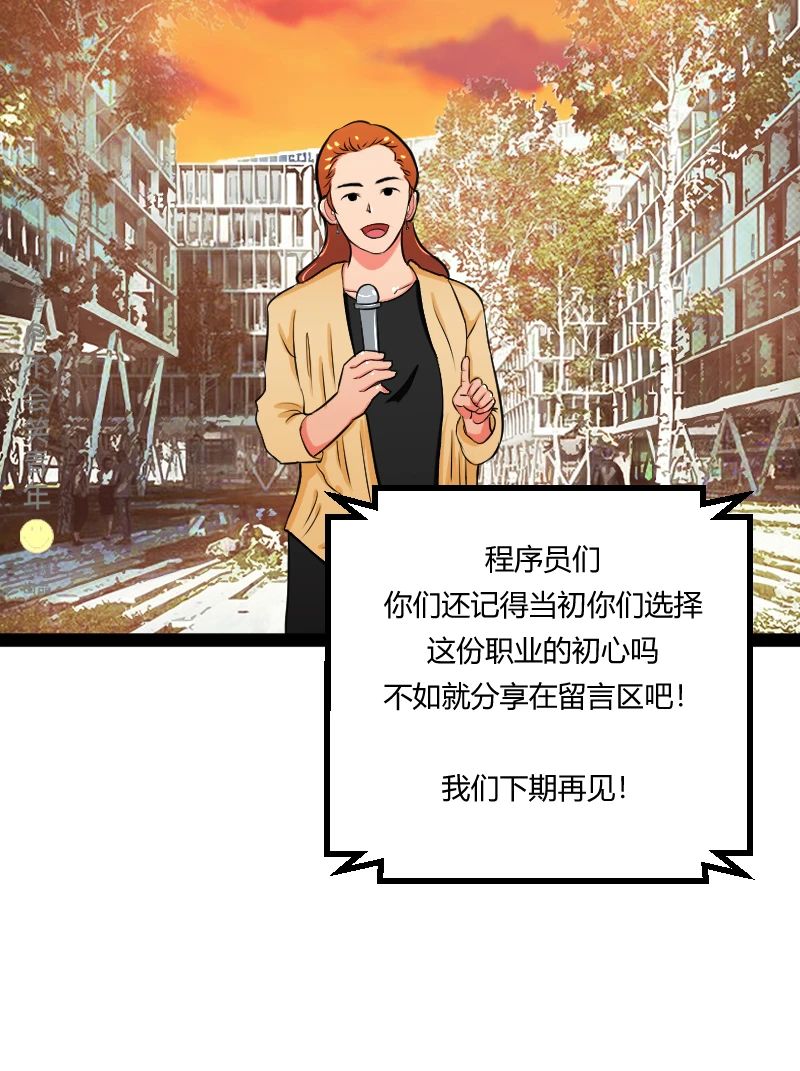 程序员们
你们还记得当初你们选择
这份职业的初心吗
不如就分享在留言区吧！
我们下期再见！